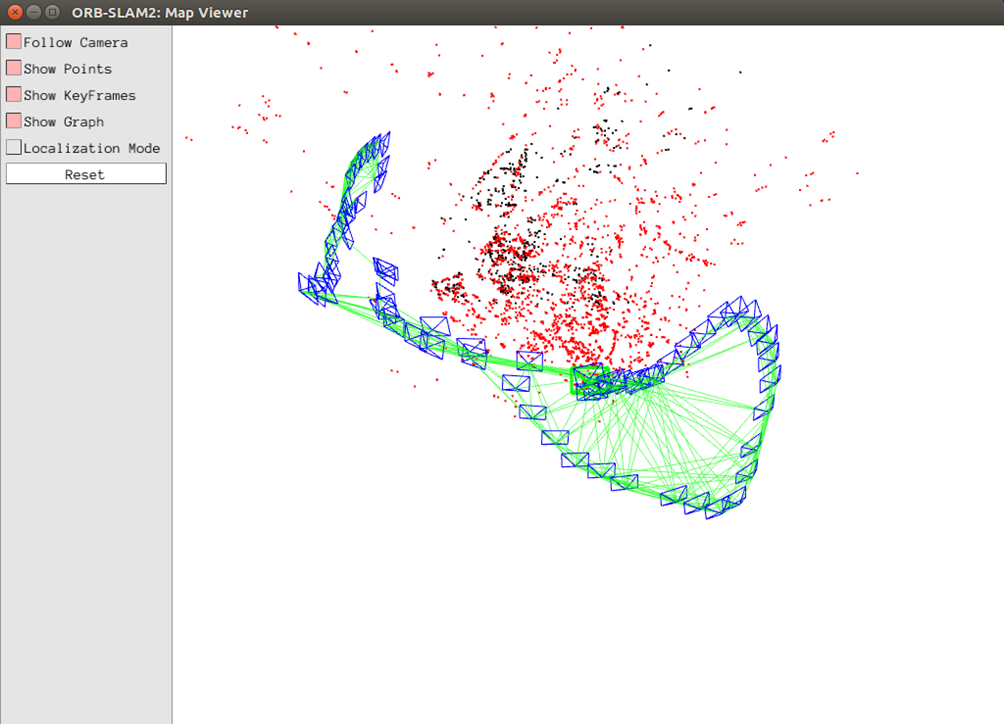 ORB-SLAM2: Map Viewer
Follow Camera
Show Points
Show KeyFrames
Show Graph
Localization Mode
Reset